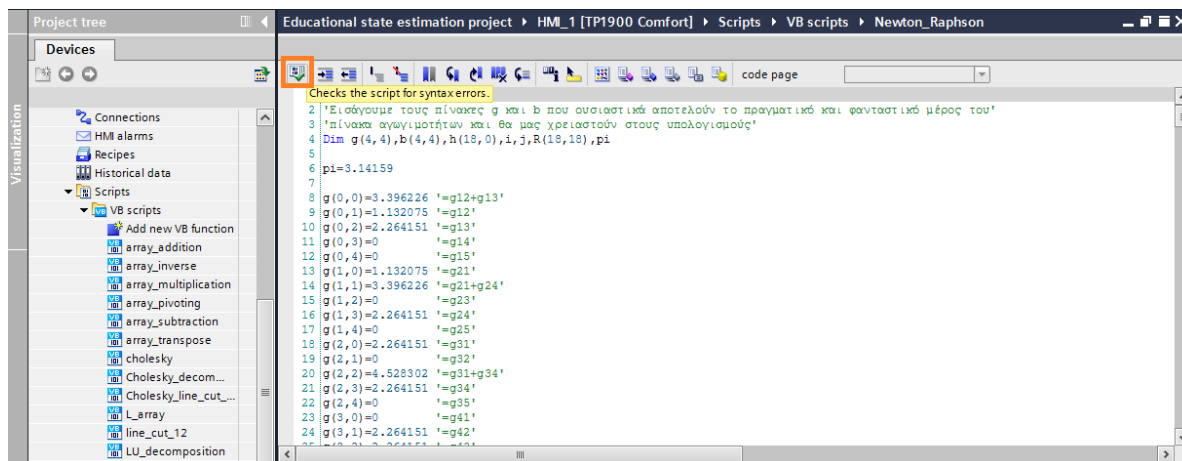 Project tree
Educational state estimation project ▸ HMI_1 [TP1900 Comfort] ▸ Scripts ▸ VB scripts ▸ Newton_Raphson
Devices
Visualization
Connections
HMI alarms
Recipes
Historical data
Scripts
VB scripts
Add new VB function
array_addition
array_inverse
array_multiplication
array_pivoting
array_subtraction
array_transpose
cholesky
Cholesky_decom...
Cholesky_line_cut_...
L_array
line_cut_12
LU_decomposition
code page
Checks the script for syntax errors.
2 'Εισάγουμε τους πίνακες g και b που ουσιαστικά αποτελούν το πραγματικό και φανταστικό μέρος του'
3 'πίνακα αγωγιμοτήτων και θα μας χρειαστούν στους υπολογισμούς'
4 Dim g(4,4),b(4,4),h(18,0),i,j,R(18,18),pi
5
6 pi=3.14159
7
8 g(0,0)=3.396226 '=g12+g13'
9 g(0,1)=1.132075 '=g12'
10 g(0,2)=2.264151 '=g13'
11 g(0,3)=0 '=g14'
12 g(0,4)=0 '=g15'
13 g(1,0)=1.132075 '=g21'
14 g(1,1)=3.396226 '=g21+g24'
15 g(1,2)=0 '=g23'
16 g(1,3)=2.264151 '=g24'
17 g(1,4)=0 '=g25'
18 g(2,0)=2.264151 '=g31'
19 g(2,1)=0 '=g32'
20 g(2,2)=4.528302 '=g31+g34'
21 g(2,3)=2.264151 '=g34'
22 g(2,4)=0 '=g35'
23 g(3,0)=0 '=g41'
24 g(3,1)=2.264151 '=g42'